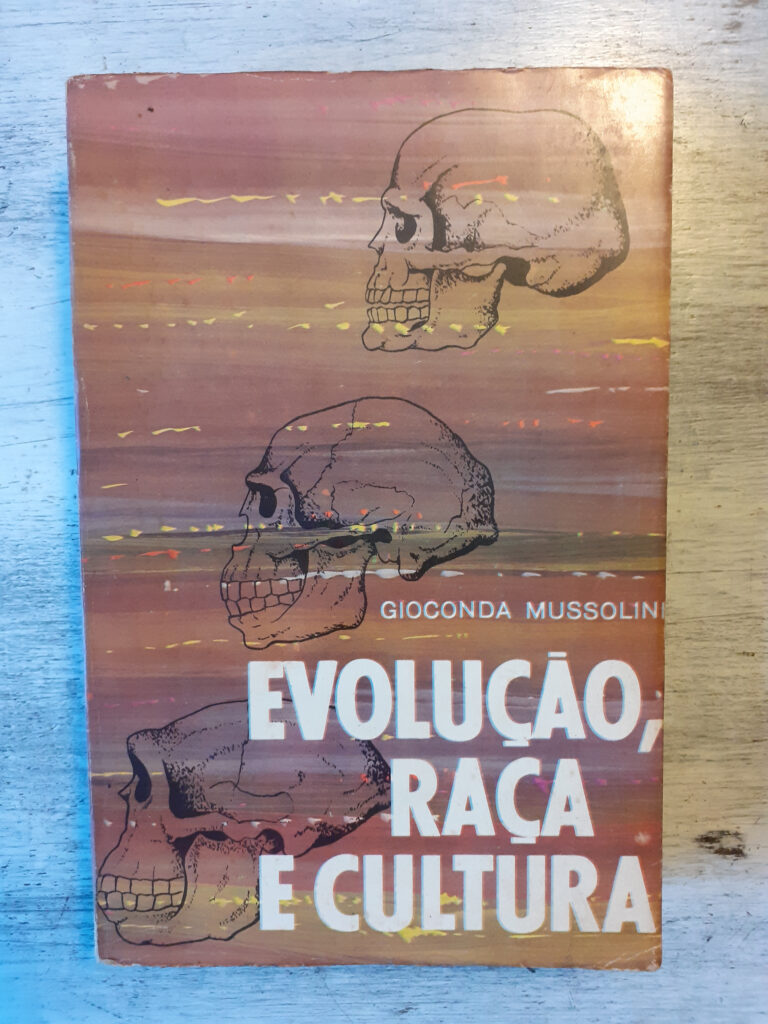 GIOCONDA MUSSOLINI
EVOLUÇÃO,
RAÇA
E CULTURA